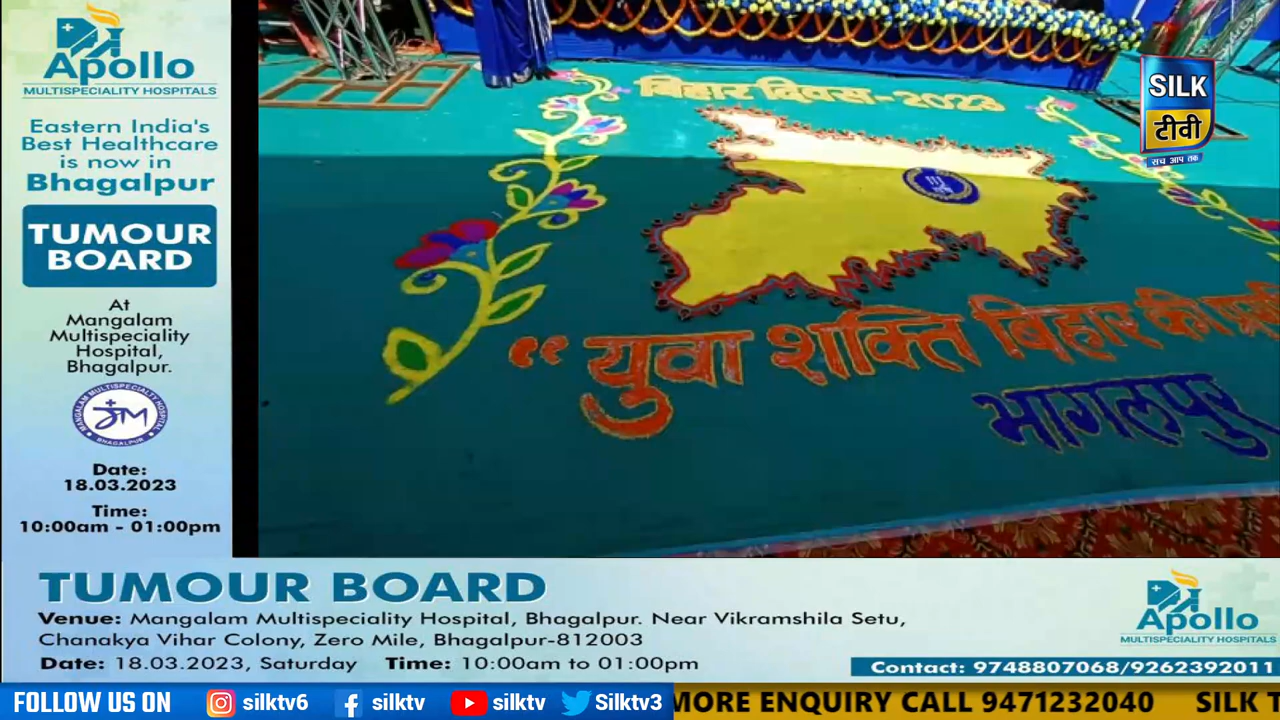 Apollo
MULTISPECIALITY HOSPITALS
Eastern India's
Best Healthcare
is now in
Bhagalpur
TUMOUR
BOARD
At
Mangalam
Multispeciality
Hospital,
Bhagalpur.
MANGALAM MULTISPECIALTY HOSPITAL
BHAGALPUR
Date:
18.03.2023
Time:
10:00am - 01:00pm
बिहार दिवस-2023
SILK
टीवी
सच आप तक
“युवा शक्ति बिहार की
भागलपुर
TUMOUR BOARD
Venue: Mangalam Multispeciality Hospital, Bhagalpur. Near Vikramshila Setu,
Chanakya Vihar Colony, Zero Mile, Bhagalpur-812003
Date: 18.03.2023, Saturday Time: 10:00am to 01:00pm
Apollo
MULTISPECIALITY HOSPITALS
Contact: 9748807068/9262392011
FOLLOW US ON silktv6 silktv silktv Silktv3 MORE ENQUIRY CALL 9471232040 SILK T